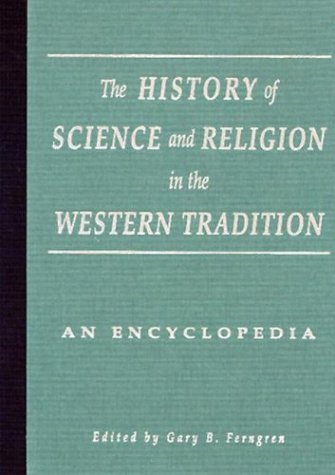 The HISTORY of
SCIENCE and RELIGION
in the
WESTERN TRADITION
AN ENCYCLOPEDIA
Edited by Gary B. Ferngren